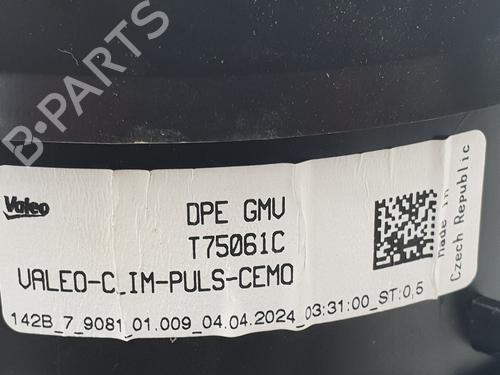 B-PARTS
Valeo
DPE GMV
T75061C
VALEO-C_IM-PULS-CEMO
142B_7_9081_01.009_04.04.2024_03:31:00_ST:0,5
Made in
Czech Republic